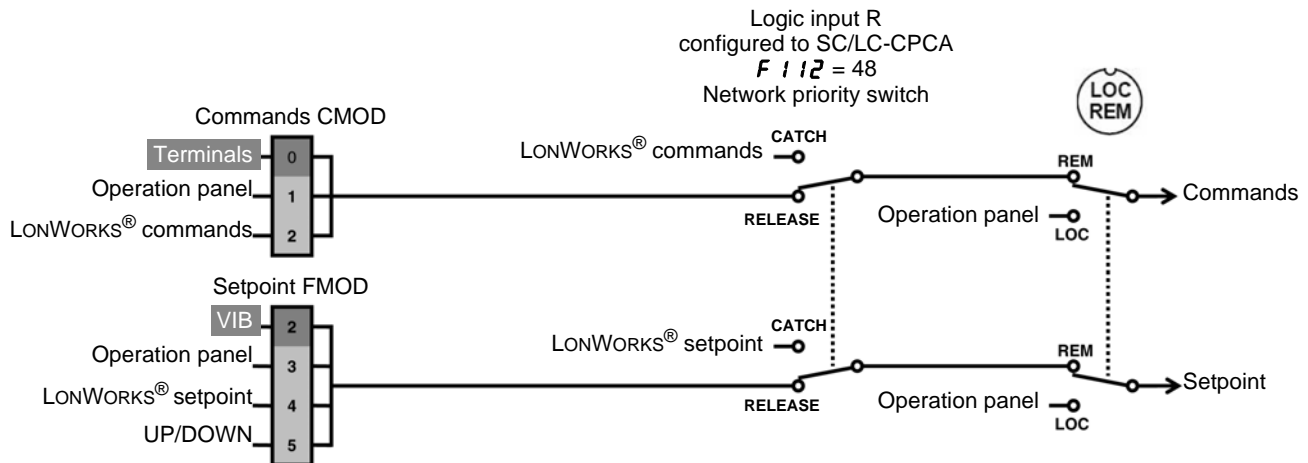 Logic input R
configured to SC/LC-CPCA
F112 = 48
Network priority switch
LOC
REM
Commands CMOD
Terminals
0
Operation panel
1
LONWORKS® commands
2
LONWORKS® commands
CATCH
RELEASE
REM
Operation panel
LOC
Commands
Setpoint FMOD
VIB
2
Operation panel
3
LONWORKS® setpoint
4
UP/DOWN
5
LONWORKS® setpoint
CATCH
RELEASE
REM
Operation panel
LOC
Setpoint